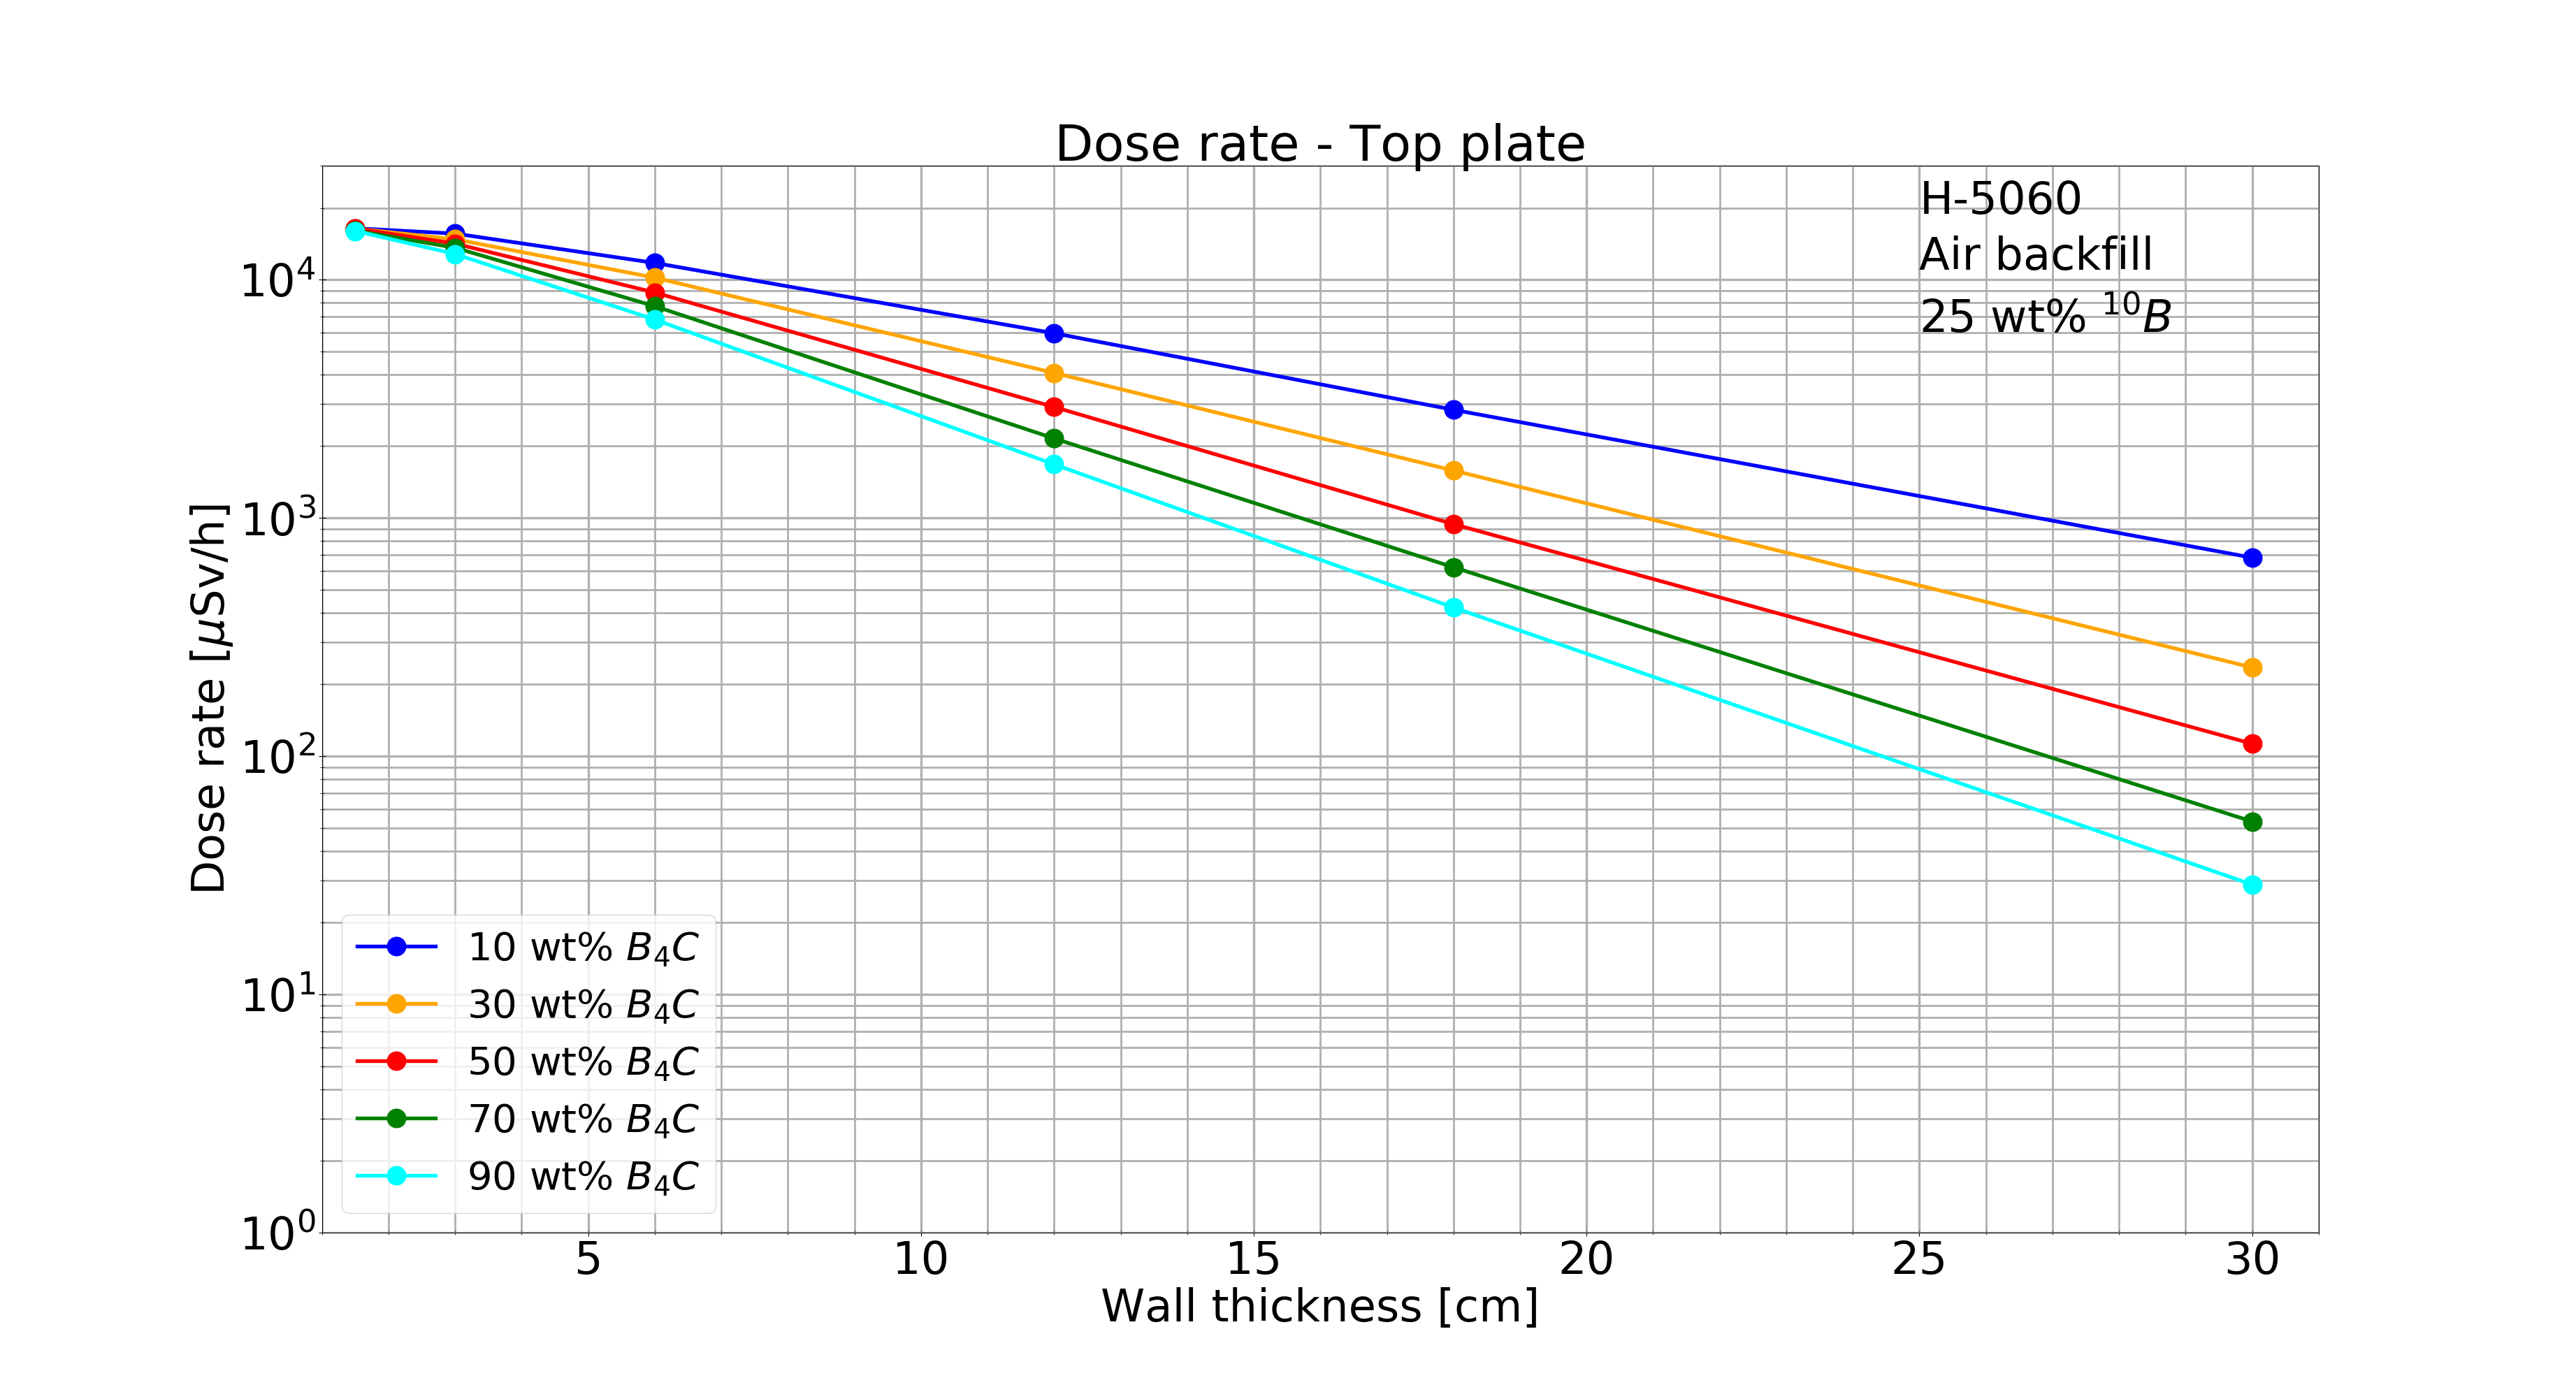 Dose rate - Top plate
H-5060
Air backfill
25 wt% ¹⁰B
Dose rate [μSv/h]
10⁴
10³
10²
10¹
10⁰
10 wt% B₄C
30 wt% B₄C
50 wt% B₄C
70 wt% B₄C
90 wt% B₄C
5 10 15 20 25 30
Wall thickness [cm]